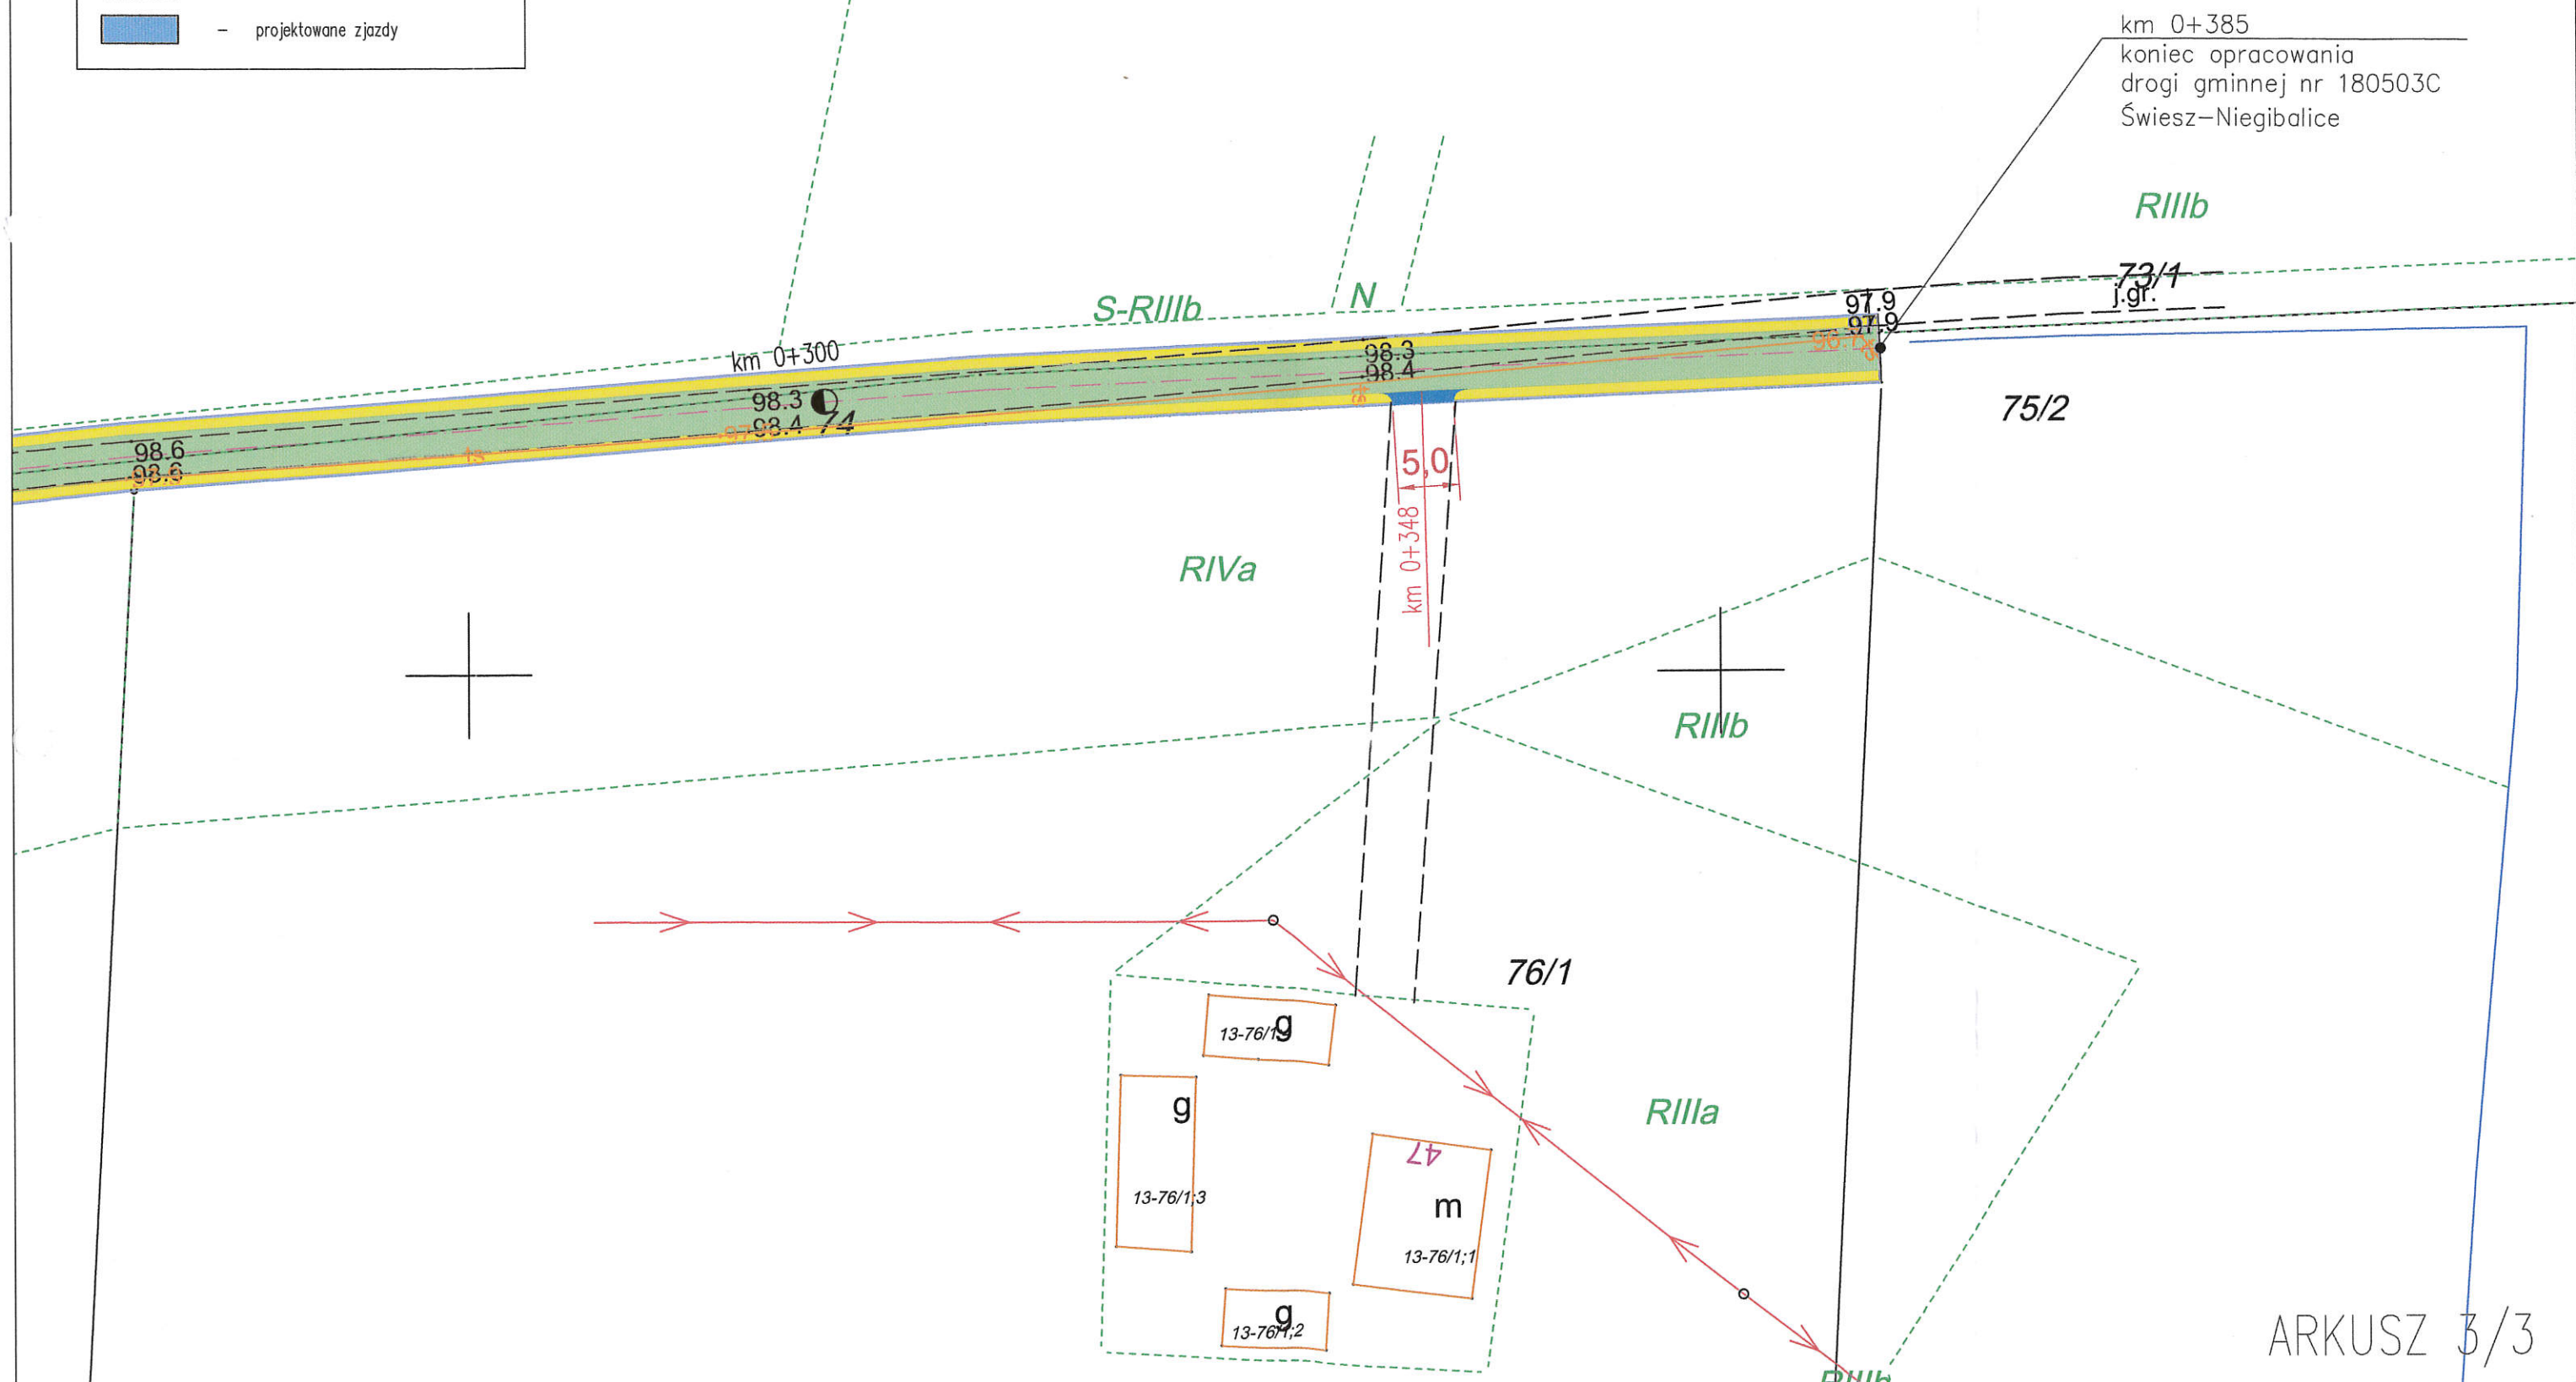 – projektowane zjazdy
km 0+385
koniec opracowania
drogi gminnej nr 180503C
Świesz–Niegibalice
RIIIb
73/1
j.gr.
S-RIIIb
N
97.9
97.9
km 0+300
98.3
98.4
98.3
98.4
74
98.6
98.6
75/2
5,0
km 0+348
RIVa
RIIIb
76/1
g
13-76/1
g
13-76/1;3
RIIIa
47
m
13-76/1;1
g
13-76/1;2
ARKUSZ 3/3
RIIIb